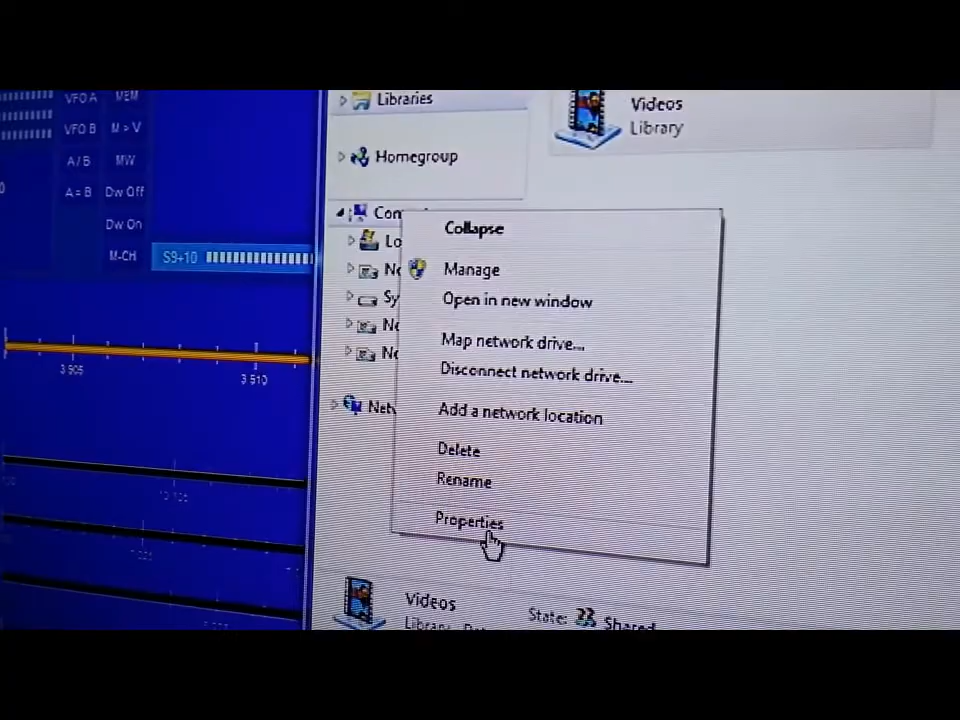 VFO A MEM
VFO B M > V
A / B MW
A = B Dw Off
Dw On
M-CH
S9+10
3 905
3 910
Libraries
Homegroup
Videos
Library
Collapse
Manage
Open in new window
Map network drive...
Disconnect network drive...
Add a network location
Delete
Rename
Properties
Videos
State: Shared